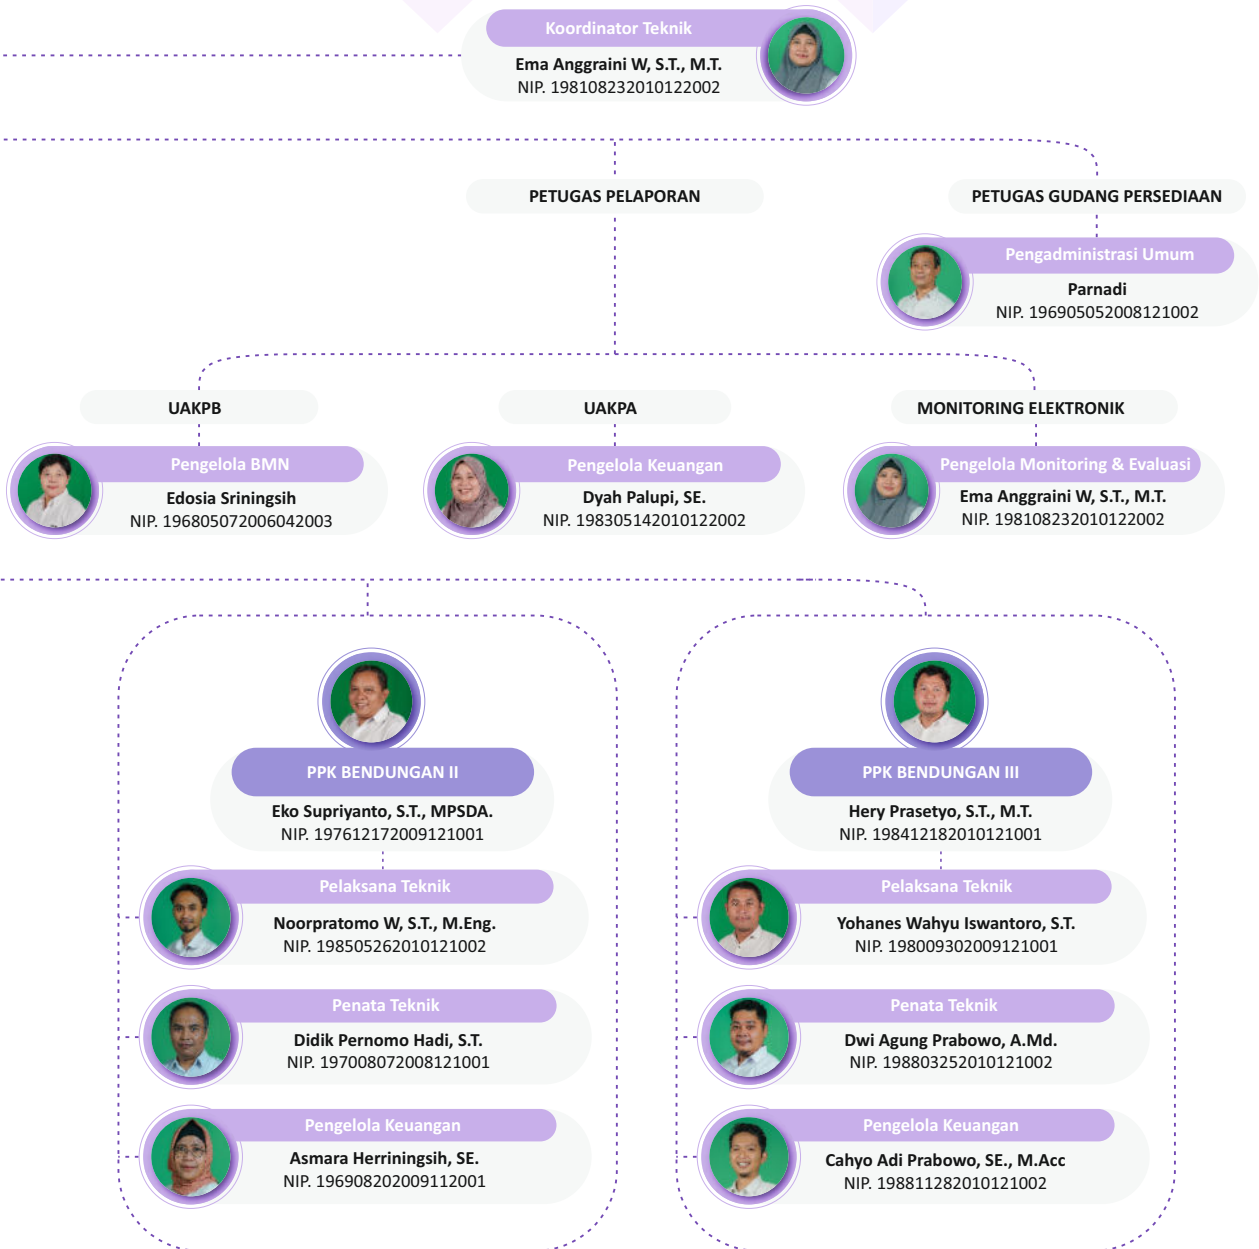 Koordinator Teknik
Ema Anggraini W, S.T., M.T.
NIP. 198108232010122002
PETUGAS PELAPORAN
PETUGAS GUDANG PERSEDIAAN
Pengadministrasi Umum
Parnadi
NIP. 196905052008121002
UAKPB
UAKPA
MONITORING ELEKTRONIK
Pengelola BMN
Edosia Sriningsih
NIP. 196805072006042003
Pengelola Keuangan
Dyah Palupi, SE.
NIP. 198305142010122002
Pengelola Monitoring & Evaluasi
Ema Anggraini W, S.T., M.T.
NIP. 198108232010122002
PPK BENDUNGAN II
Eko Supriyanto, S.T., MPSDA.
NIP. 197612172009121001
Pelaksana Teknik
Noorpratomo W, S.T., M.Eng.
NIP. 198505262010121002
Penata Teknik
Didik Pernomo Hadi, S.T.
NIP. 197008072008121001
Pengelola Keuangan
Asmara Herriningsih, SE.
NIP. 196908202009112001
PPK BENDUNGAN III
Hery Prasetyo, S.T., M.T.
NIP. 198412182010121001
Pelaksana Teknik
Yohanes Wahyu Iswantoro, S.T.
NIP. 198009302009121001
Penata Teknik
Dwi Agung Prabowo, A.Md.
NIP. 198803252010121002
Pengelola Keuangan
Cahyo Adi Prabowo, SE., M.Acc
NIP. 198811282010121002